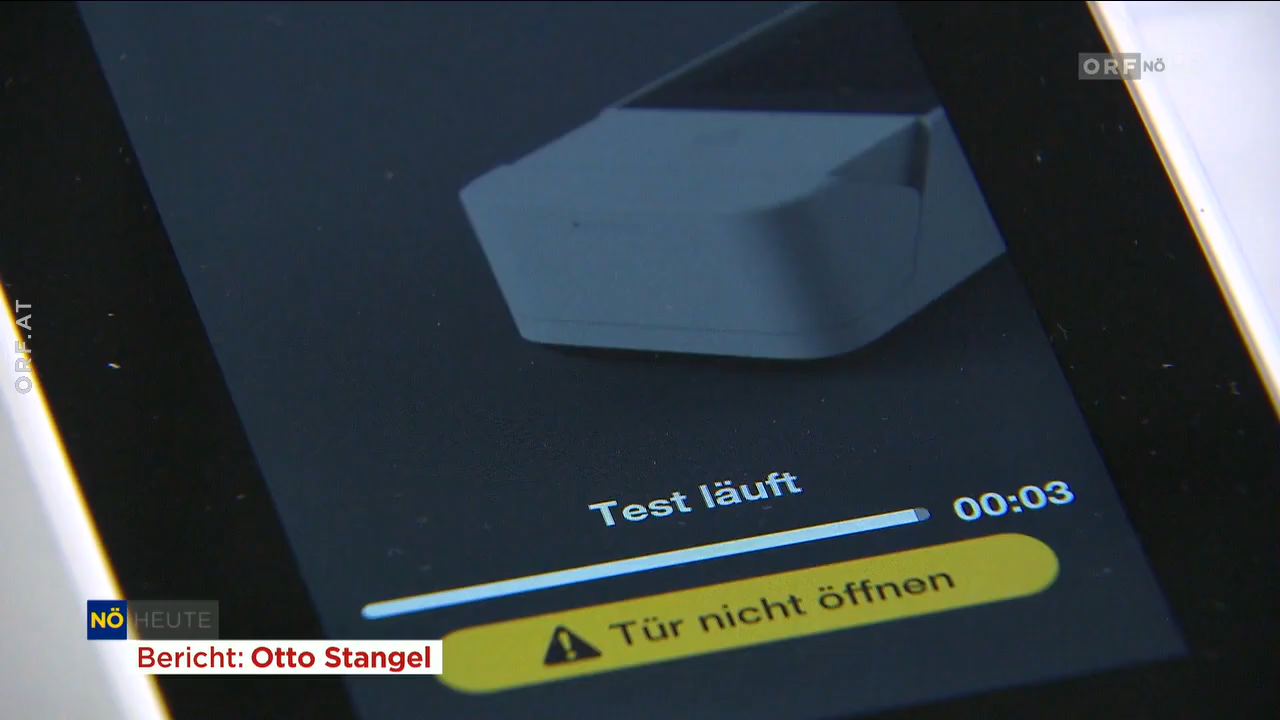 ORF NÖ
ORF.AT
Test läuft
00:03
Tür nicht öffnen
NÖ HEUTE
Bericht: Otto Stangel